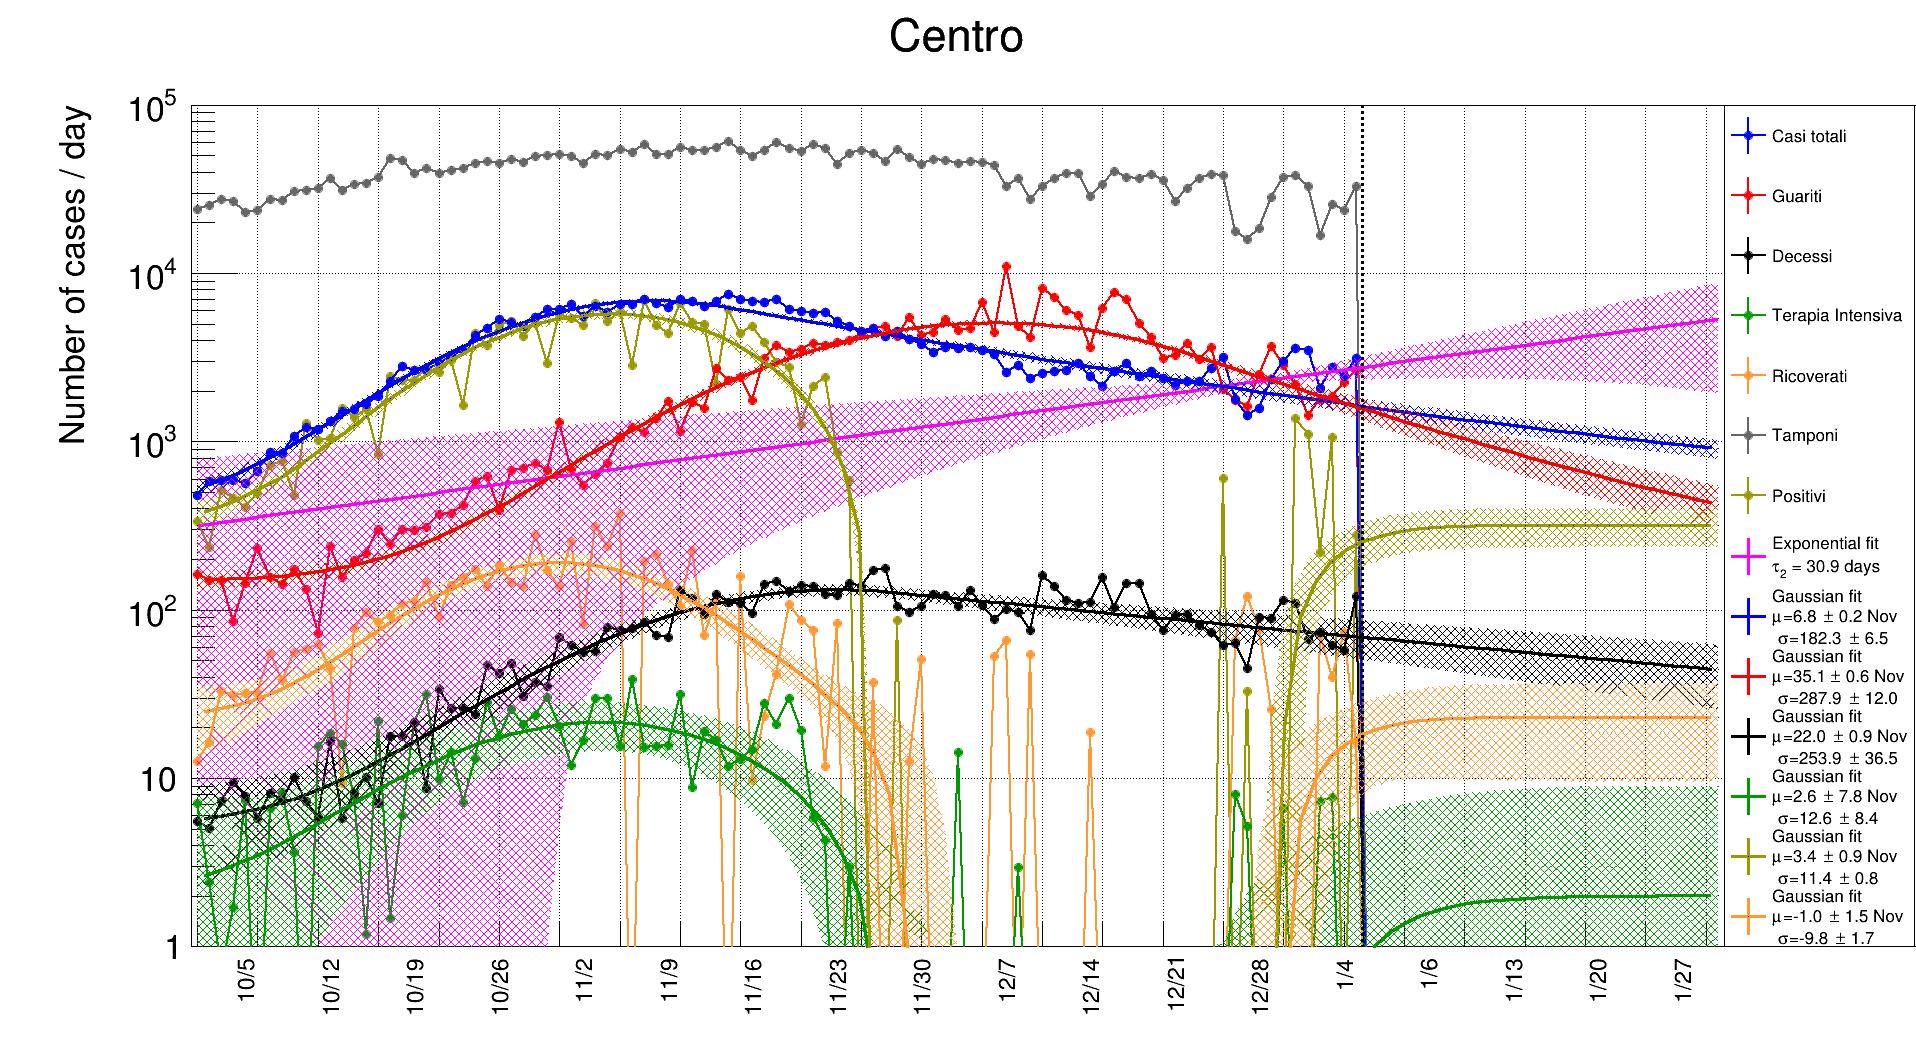 Centro
Number of cases / day
10^5
10^4
10^3
10^2
10
1
10/5
10/12
10/19
10/26
11/2
11/9
11/16
11/23
11/30
12/7
12/14
12/21
12/28
1/4
1/6
1/13
1/20
1/27
Casi totali
Guariti
Decessi
Terapia Intensiva
Ricoverati
Tamponi
Positivi
Exponential fit
τ₂ = 30.9 days
Gaussian fit
μ=6.8 ± 0.2 Nov
σ=182.3 ± 6.5
Gaussian fit
μ=35.1 ± 0.6 Nov
σ=287.9 ± 12.0
Gaussian fit
μ=22.0 ± 0.9 Nov
σ=253.9 ± 36.5
Gaussian fit
μ=2.6 ± 7.8 Nov
σ=12.6 ± 8.4
Gaussian fit
μ=3.4 ± 0.9 Nov
σ=11.4 ± 0.8
Gaussian fit
μ=-1.0 ± 1.5 Nov
σ=-9.8 ± 1.7